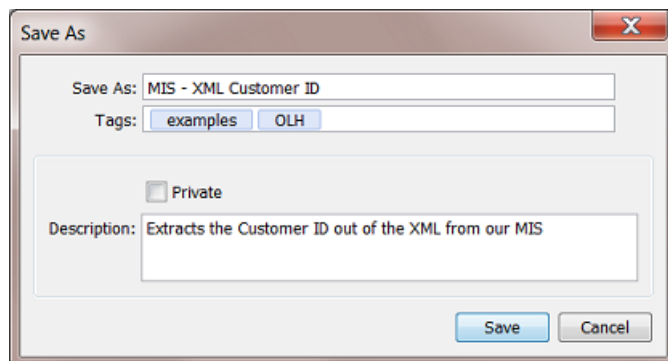 Save As
Save As: MIS - XML Customer ID
Tags: examples OLH
Private
Description: Extracts the Customer ID out of the XML from our MIS
Save Cancel